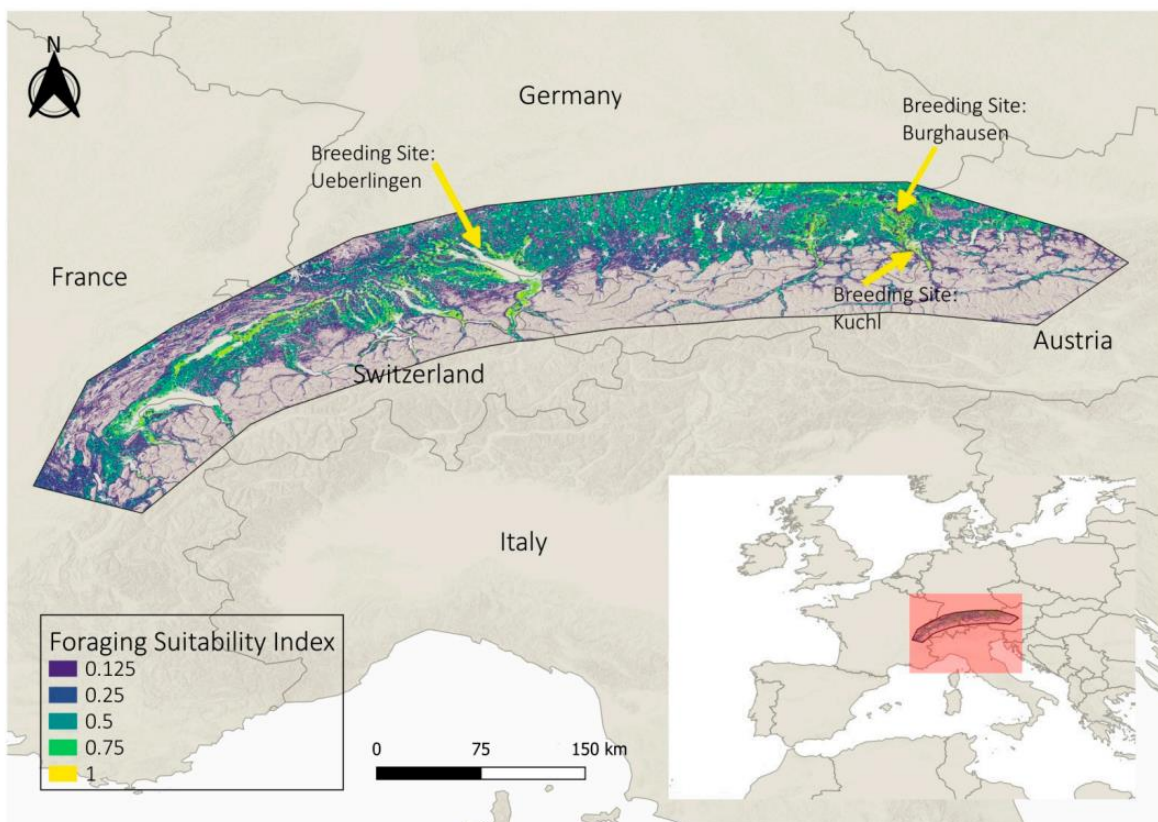 N
Germany
Breeding Site:
Burghausen
Breeding Site:
Ueberlingen
France
Breeding Site:
Kuchl
Austria
Switzerland
Italy
Foraging Suitability Index
0.125
0.25
0.5
0.75
1
0 75 150 km